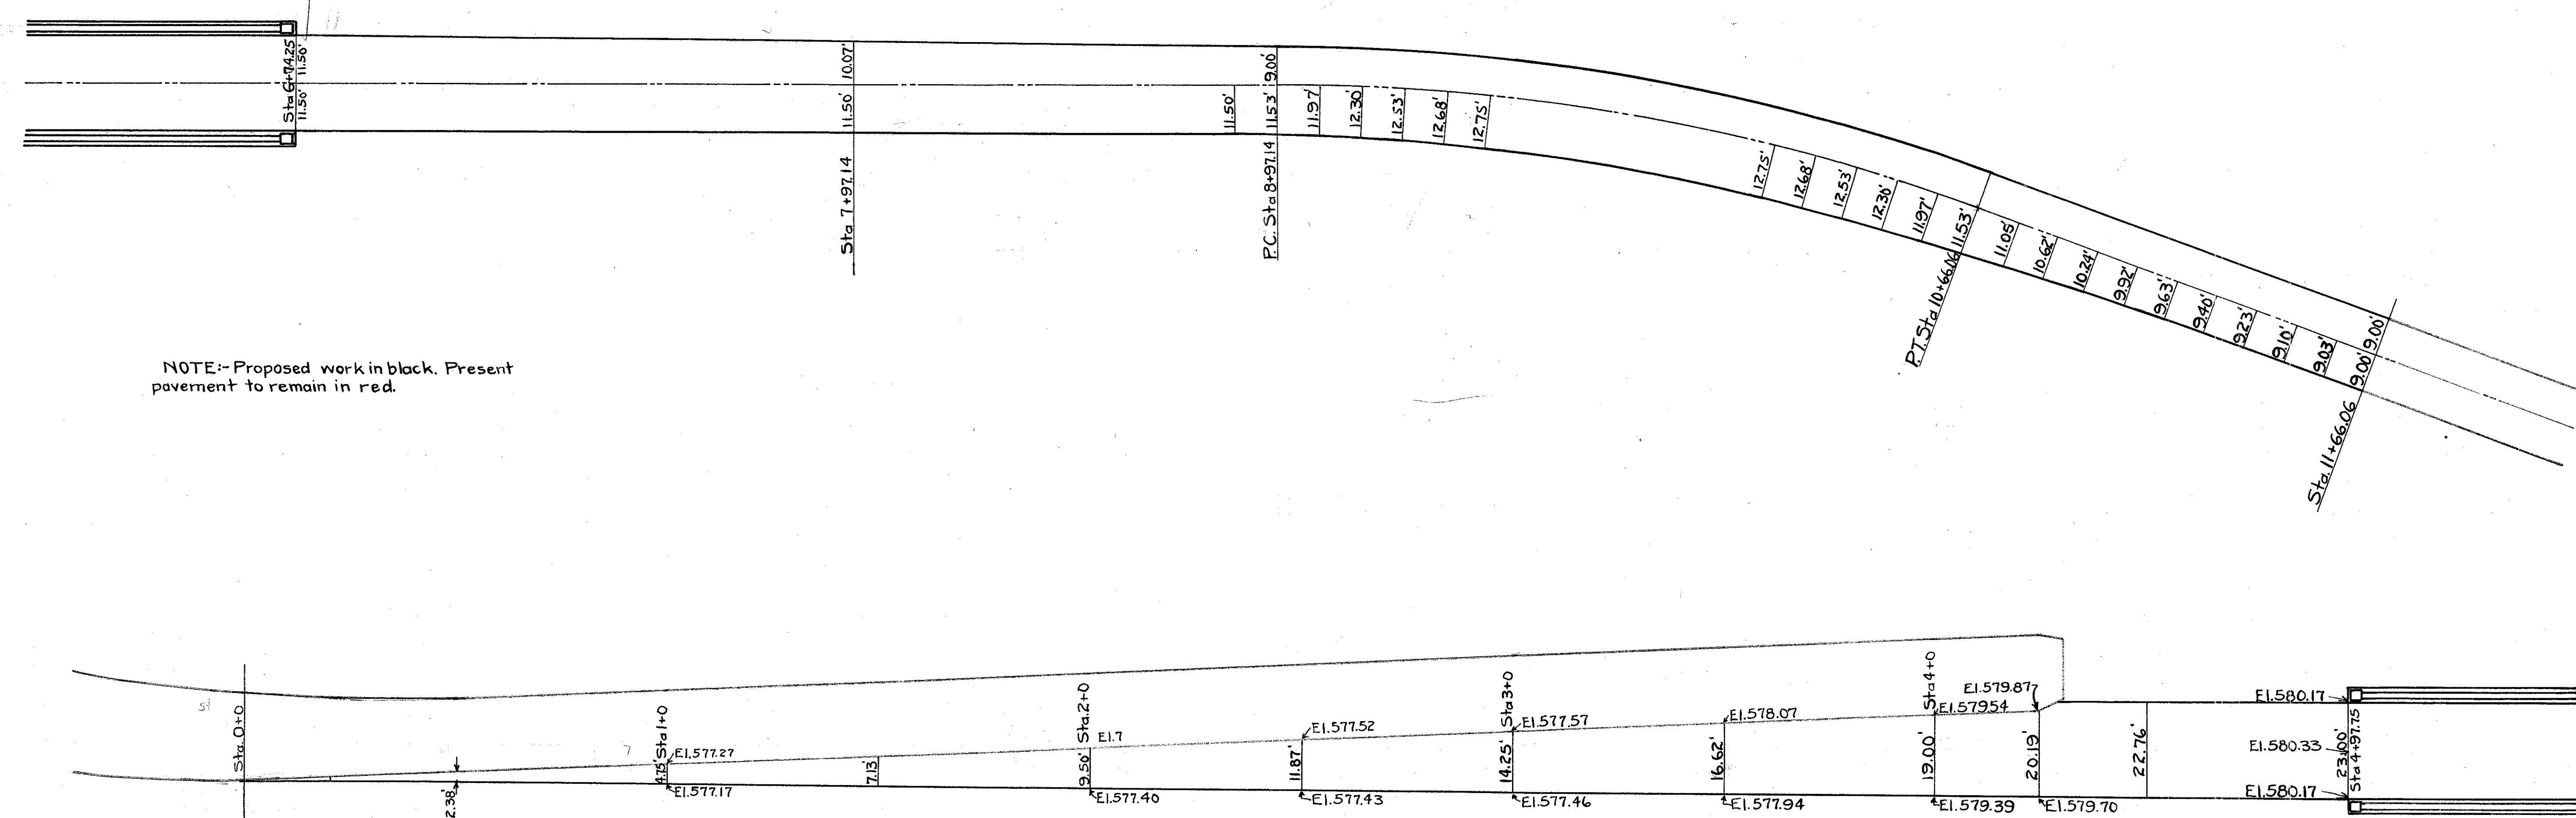 Sta 6+74.25
11.50'
11.50'
10.07'
11.50'
Sta 7+97.14
11.50'
9.00'
11.53'
P.C. Sta 8+97.14
11.97'
12.30'
12.53'
12.68'
12.75'
12.75'
12.68'
12.53'
12.30'
11.97'
11.53'
P.T. Sta 10+66.06
11.05'
10.62'
10.24'
9.92'
9.63'
9.40'
9.23'
9.10'
9.03'
9.00'
9.00'
Sta. 11+66.06
NOTE:- Proposed work in black. Present
pavement to remain in red.
Sta. 0+0
2.38'
Sta 1+0
4.75'
El.577.27
El.577.17
7.13'
Sta. 2+0
El.7
9.50'
El.577.40
El.577.52
11.87'
El.577.43
Sta 3+0
El.577.57
14.25'
El.577.46
El.578.07
16.62'
El.577.94
Sta 4+0
El.579.54
19.00'
El.579.39
El.579.87
20.19'
El.579.70
22.76'
El.580.17
El.580.33
El.580.17
23.00'
Sta 4+97.75